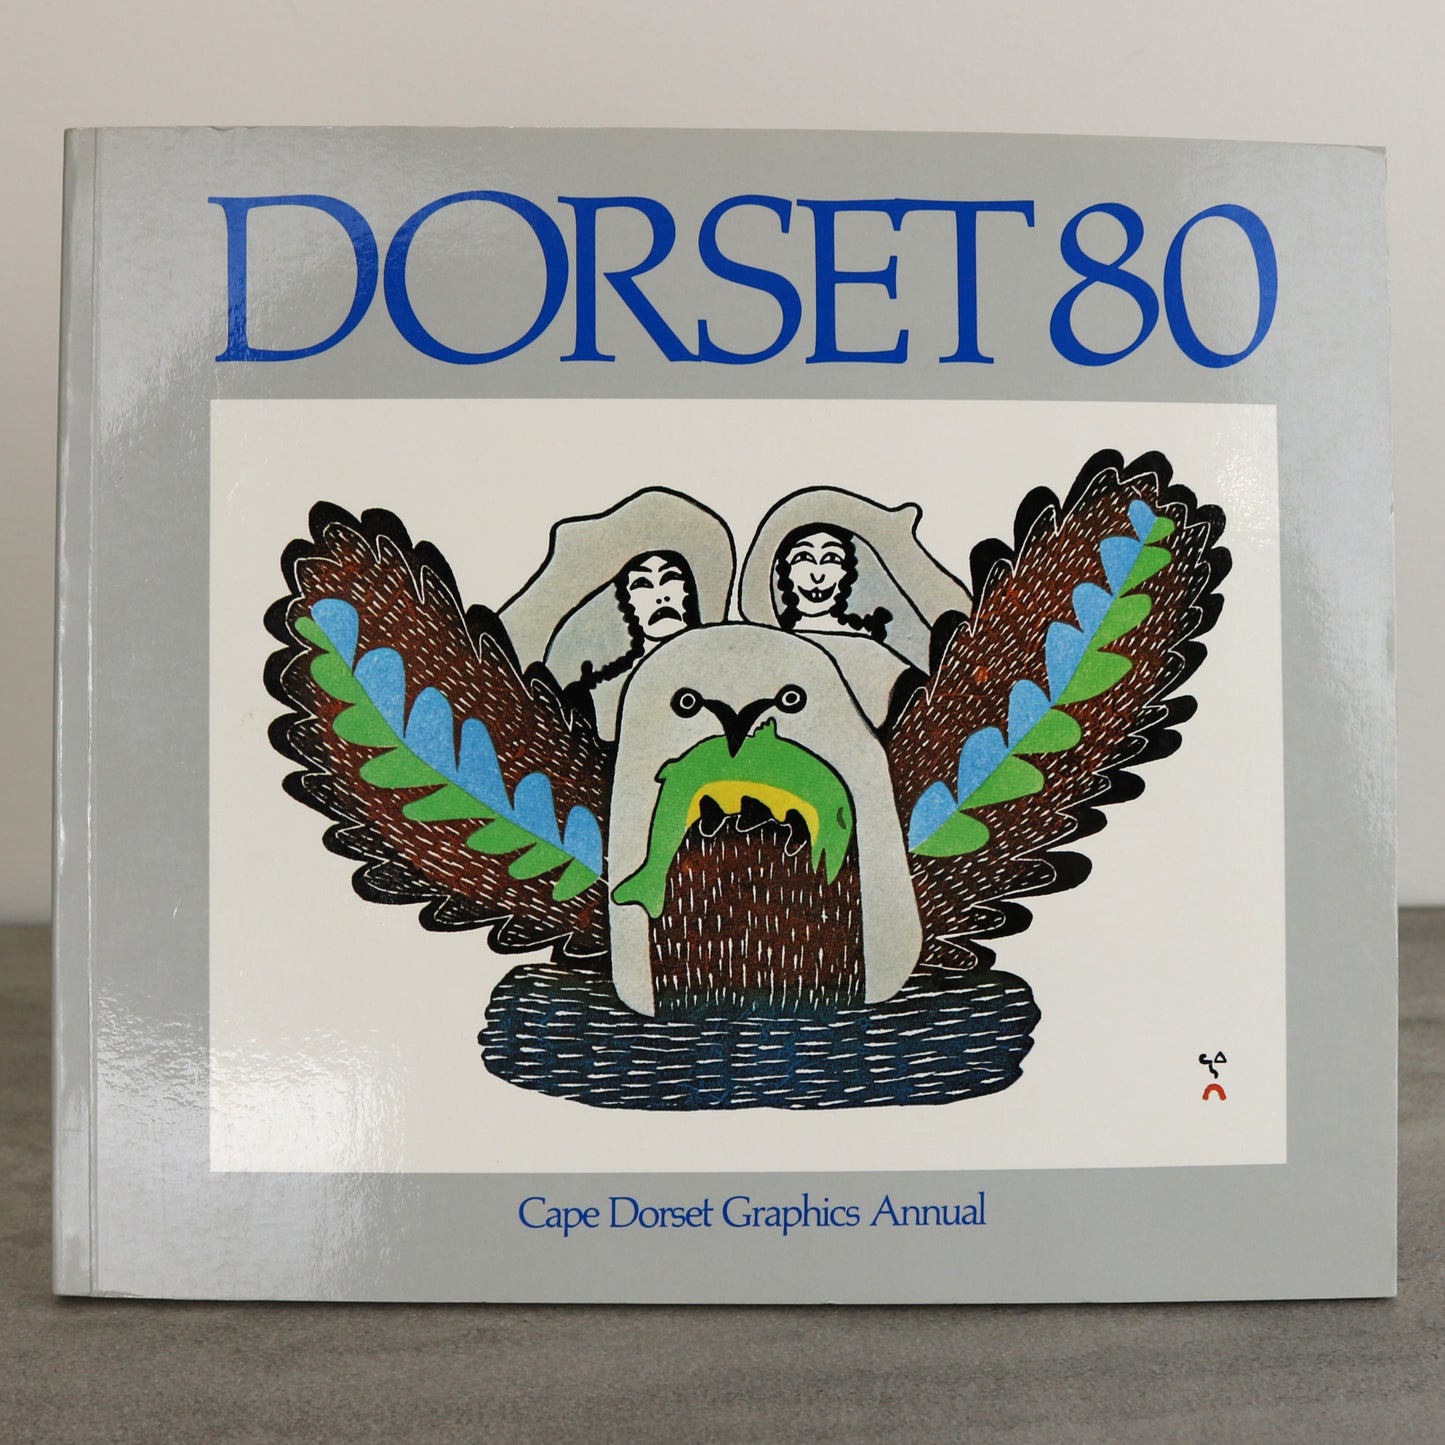 DORSET 80
Cape Dorset Graphics Annual